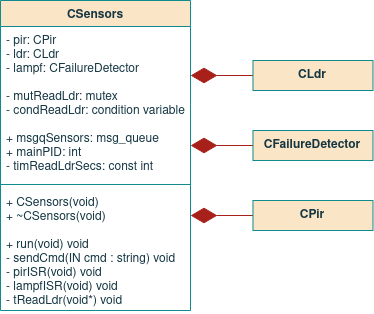 CSensors
- pir: CPir
- ldr: CLdr
- lampf: CFailureDetector
- mutReadLdr: mutex
- condReadLdr: condition variable
+ msgqSensors: msg_queue
+ mainPID: int
- timReadLdrSecs: const int
+ CSensors(void)
+ ~CSensors(void)
+ run(void) void
- sendCmd(IN cmd : string) void
- pirISR(void) void
- lampfISR(void) void
- tReadLdr(void*) void
CLdr
CFailureDetector
CPir